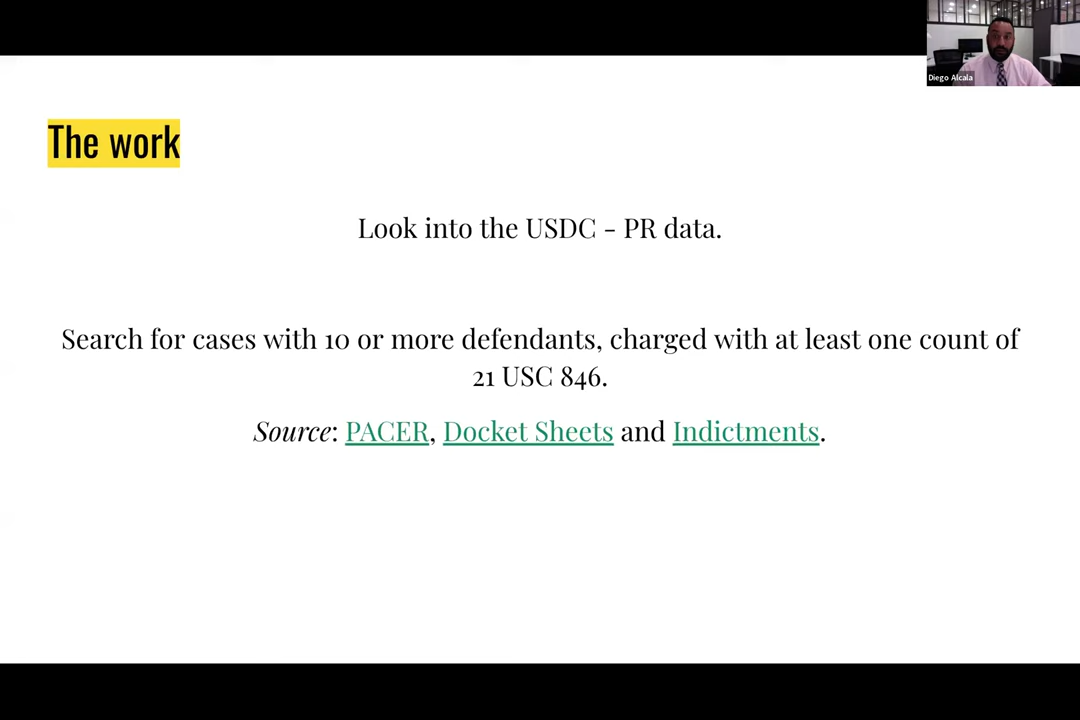 Diego Alcala
The work
Look into the USDC - PR data.
Search for cases with 10 or more defendants, charged with at least one count of
21 USC 846.
Source: PACER, Docket Sheets and Indictments.